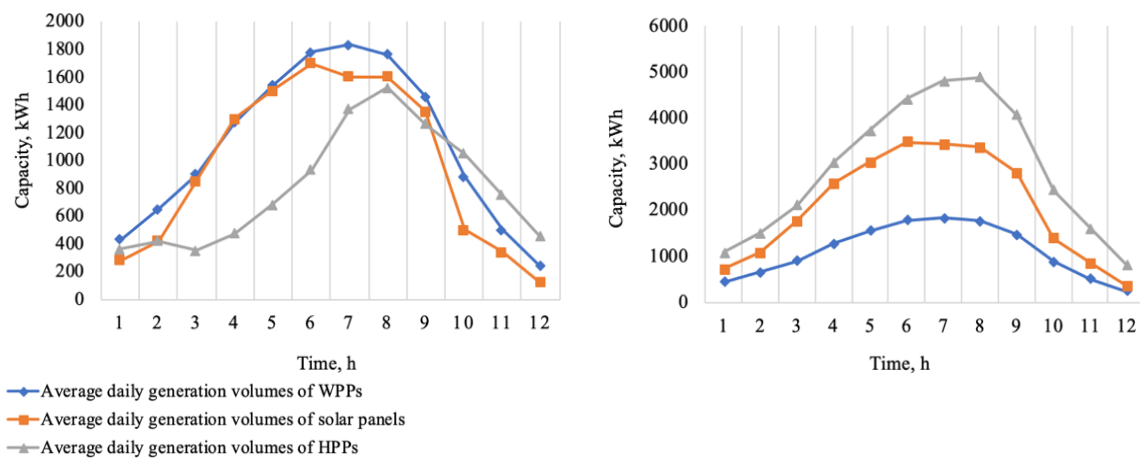 2000
1800
1600
1400
1200
1000
800
600
400
200
0
Capacity, kWh
1 2 3 4 5 6 7 8 9 10 11 12
Time, h
6000
5000
4000
3000
2000
1000
0
Capacity, kWh
1 2 3 4 5 6 7 8 9 10 11 12
Time, h
Average daily generation volumes of WPPs
Average daily generation volumes of solar panels
Average daily generation volumes of HPPs